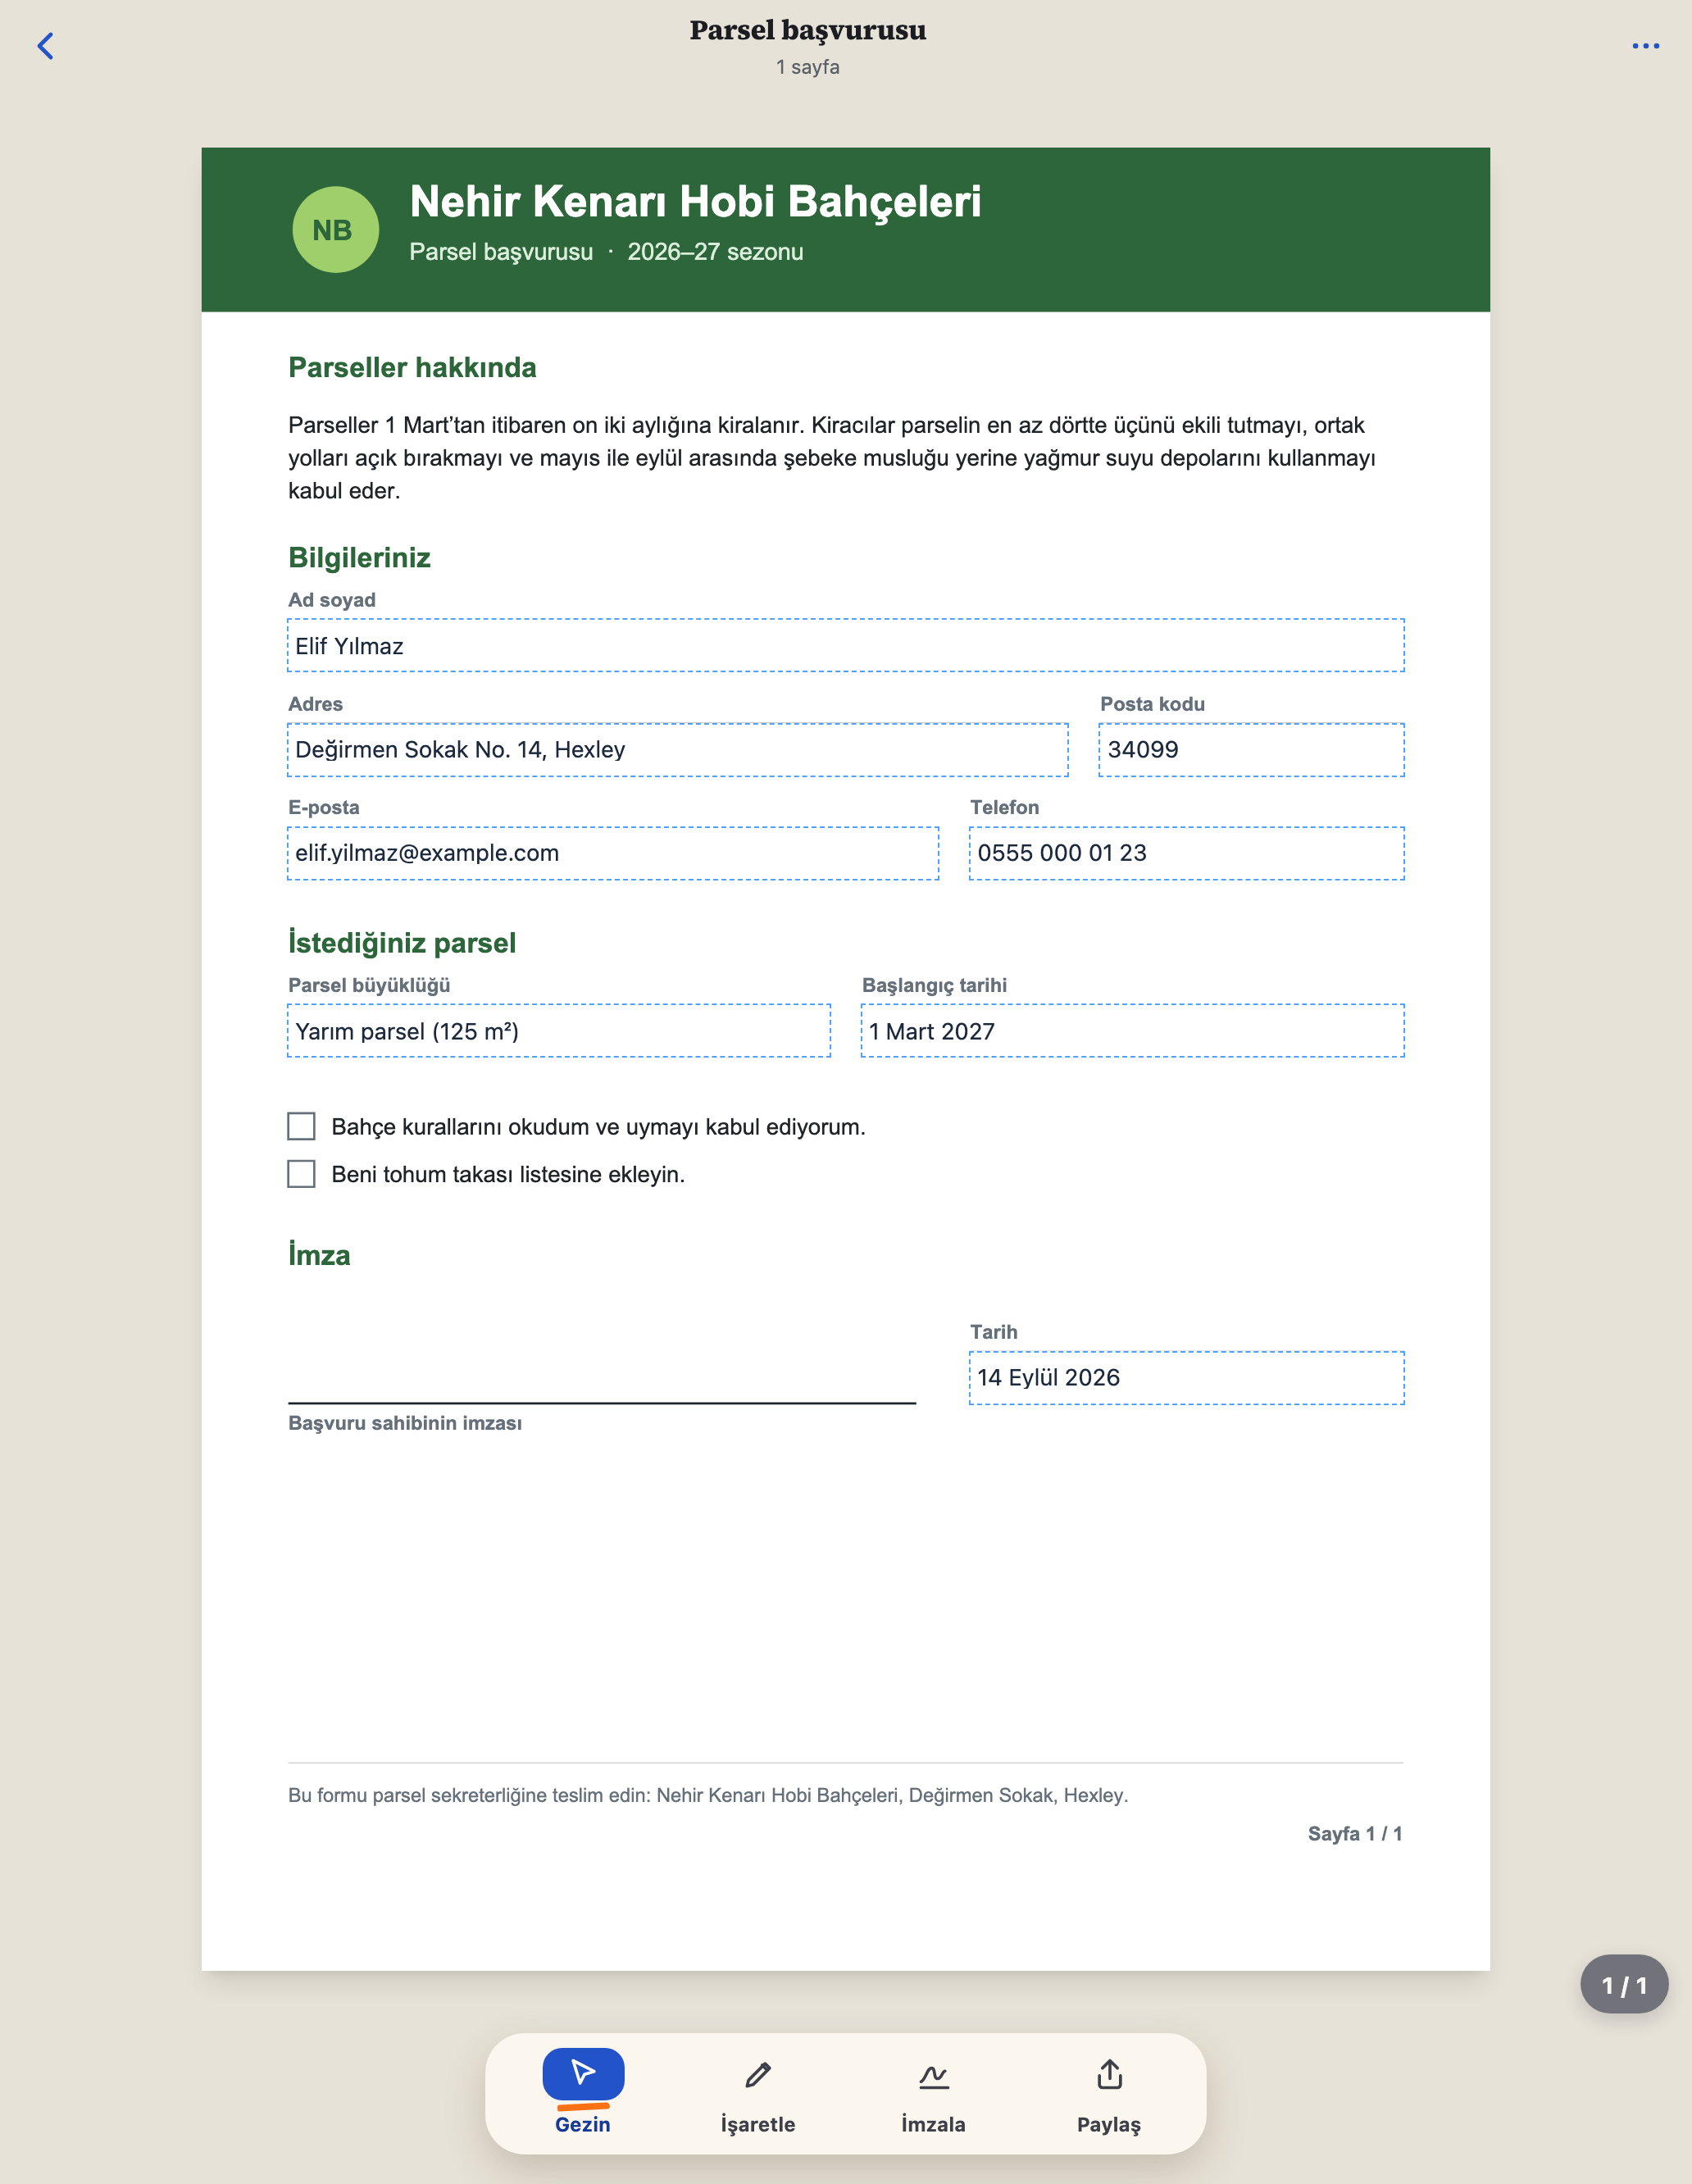 Parsel başvurusu
1 sayfa
NB
Nehir Kenarı Hobi Bahçeleri
Parsel başvurusu · 2026–27 sezonu
Parseller hakkında
Parseller 1 Mart’tan itibaren on iki aylığına kiralanır. Kiracılar parselin en az dörtte üçünü ekili tutmayı, ortak
yolları açık bırakmayı ve mayıs ile eylül arasında şebeke musluğu yerine yağmur suyu depolarını kullanmayı
kabul eder.
Bilgileriniz
Ad soyad
Elif Yılmaz
Adres
Posta kodu
Değirmen Sokak No. 14, Hexley
34099
E-posta
Telefon
elif.yilmaz@example.com
0555 000 01 23
İstediğiniz parsel
Parsel büyüklüğü
Başlangıç tarihi
Yarım parsel (125 m²)
1 Mart 2027
Bahçe kurallarını okudum ve uymayı kabul ediyorum.
Beni tohum takası listesine ekleyin.
İmza
Tarih
14 Eylül 2026
Başvuru sahibinin imzası
Bu formu parsel sekreterliğine teslim edin: Nehir Kenarı Hobi Bahçeleri, Değirmen Sokak, Hexley.
Sayfa 1 / 1
1 / 1
Gezin
İşaretle
İmzala
Paylaş